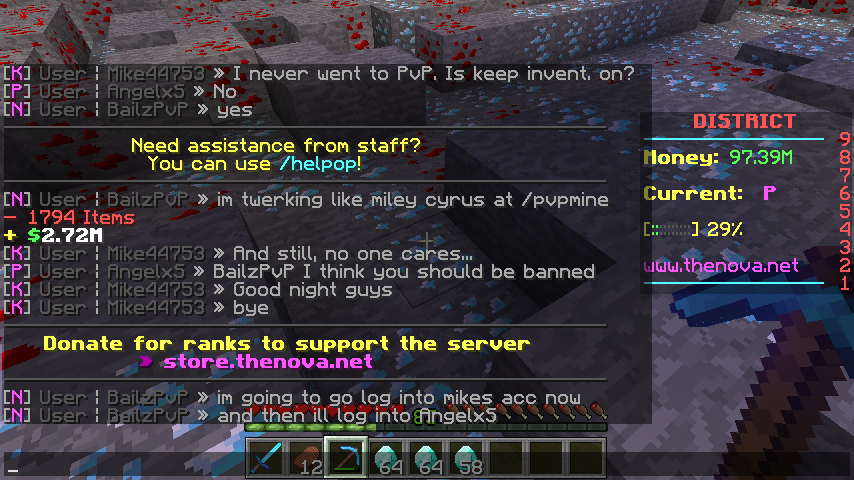 [K] User ¦ Mike44753 » I never went to PvP. Is keep invent. on?
[P] User ¦ Angelx5 » No
[N] User ¦ BailzPvP » yes
Need assistance from staff?
You can use /helpop!
[N] User ¦ BailzPvP » im twerking like miley cyrus at /pvpmine
- 1794 Items
+ $2.72M
[K] User ¦ Mike44753 » And still, no one cares...
[P] User ¦ Angelx5 » BailzPvP I think you should be banned
[K] User ¦ Mike44753 » Good night guys
[K] User ¦ Mike44753 » bye
Donate for ranks to support the server
» store.thenova.net
[N] User ¦ BailzPvP » im going to go log into mikes acc now
[N] User ¦ BailzPvP » and then ill log into Angelx5
DISTRICT
9
Money: 97.39M 8
7
Current: P 6
5
[::::::::::] 29% 4
3
www.thenova.net 2
1
12 64 64 58
_